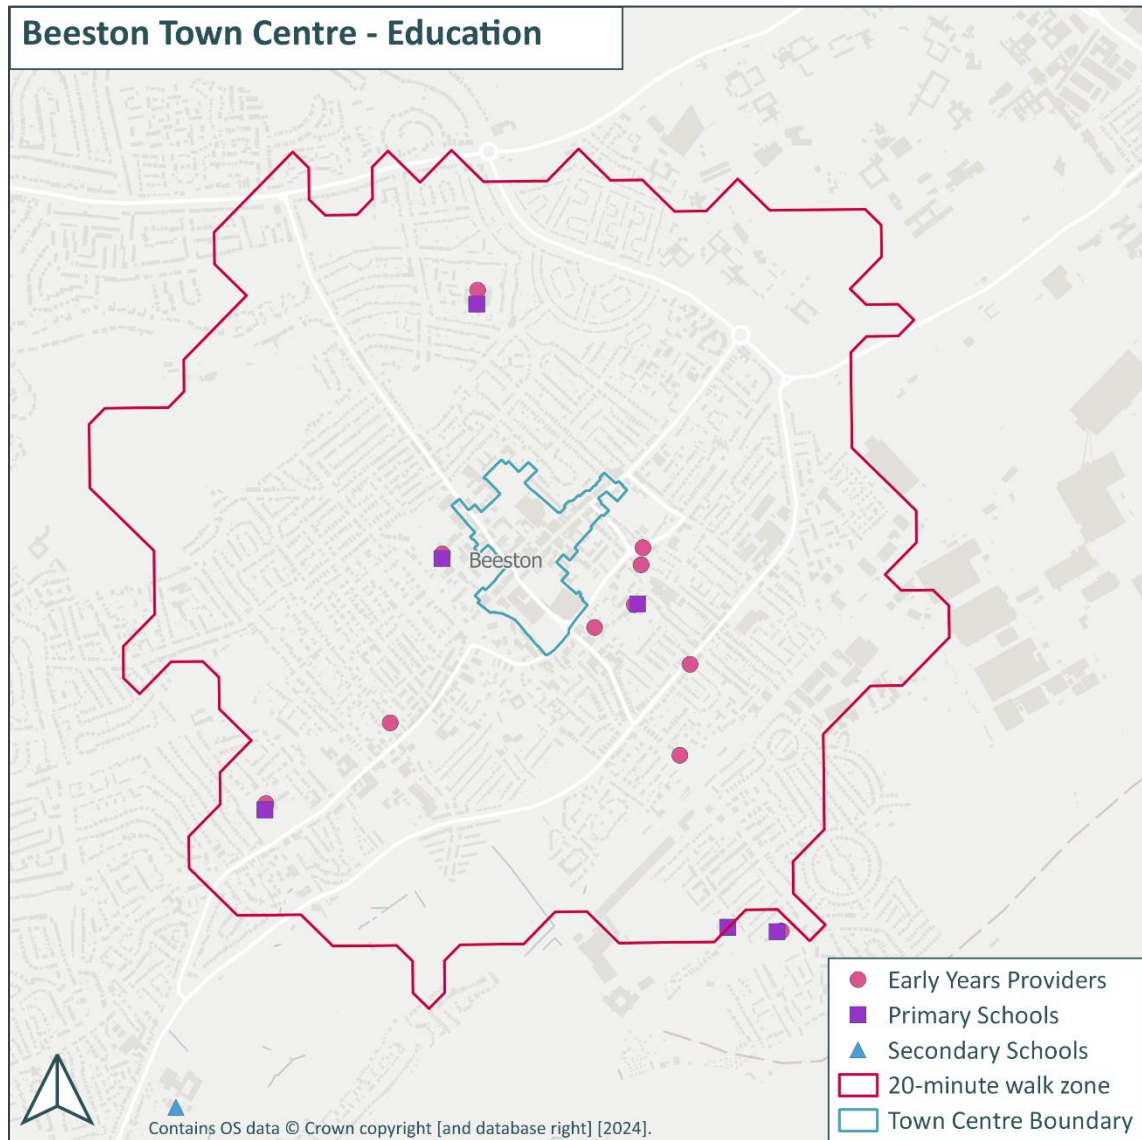 Beeston Town Centre - Education
Beeston
Early Years Providers
Primary Schools
Secondary Schools
20-minute walk zone
Town Centre Boundary
Contains OS data © Crown copyright [and database right] [2024].